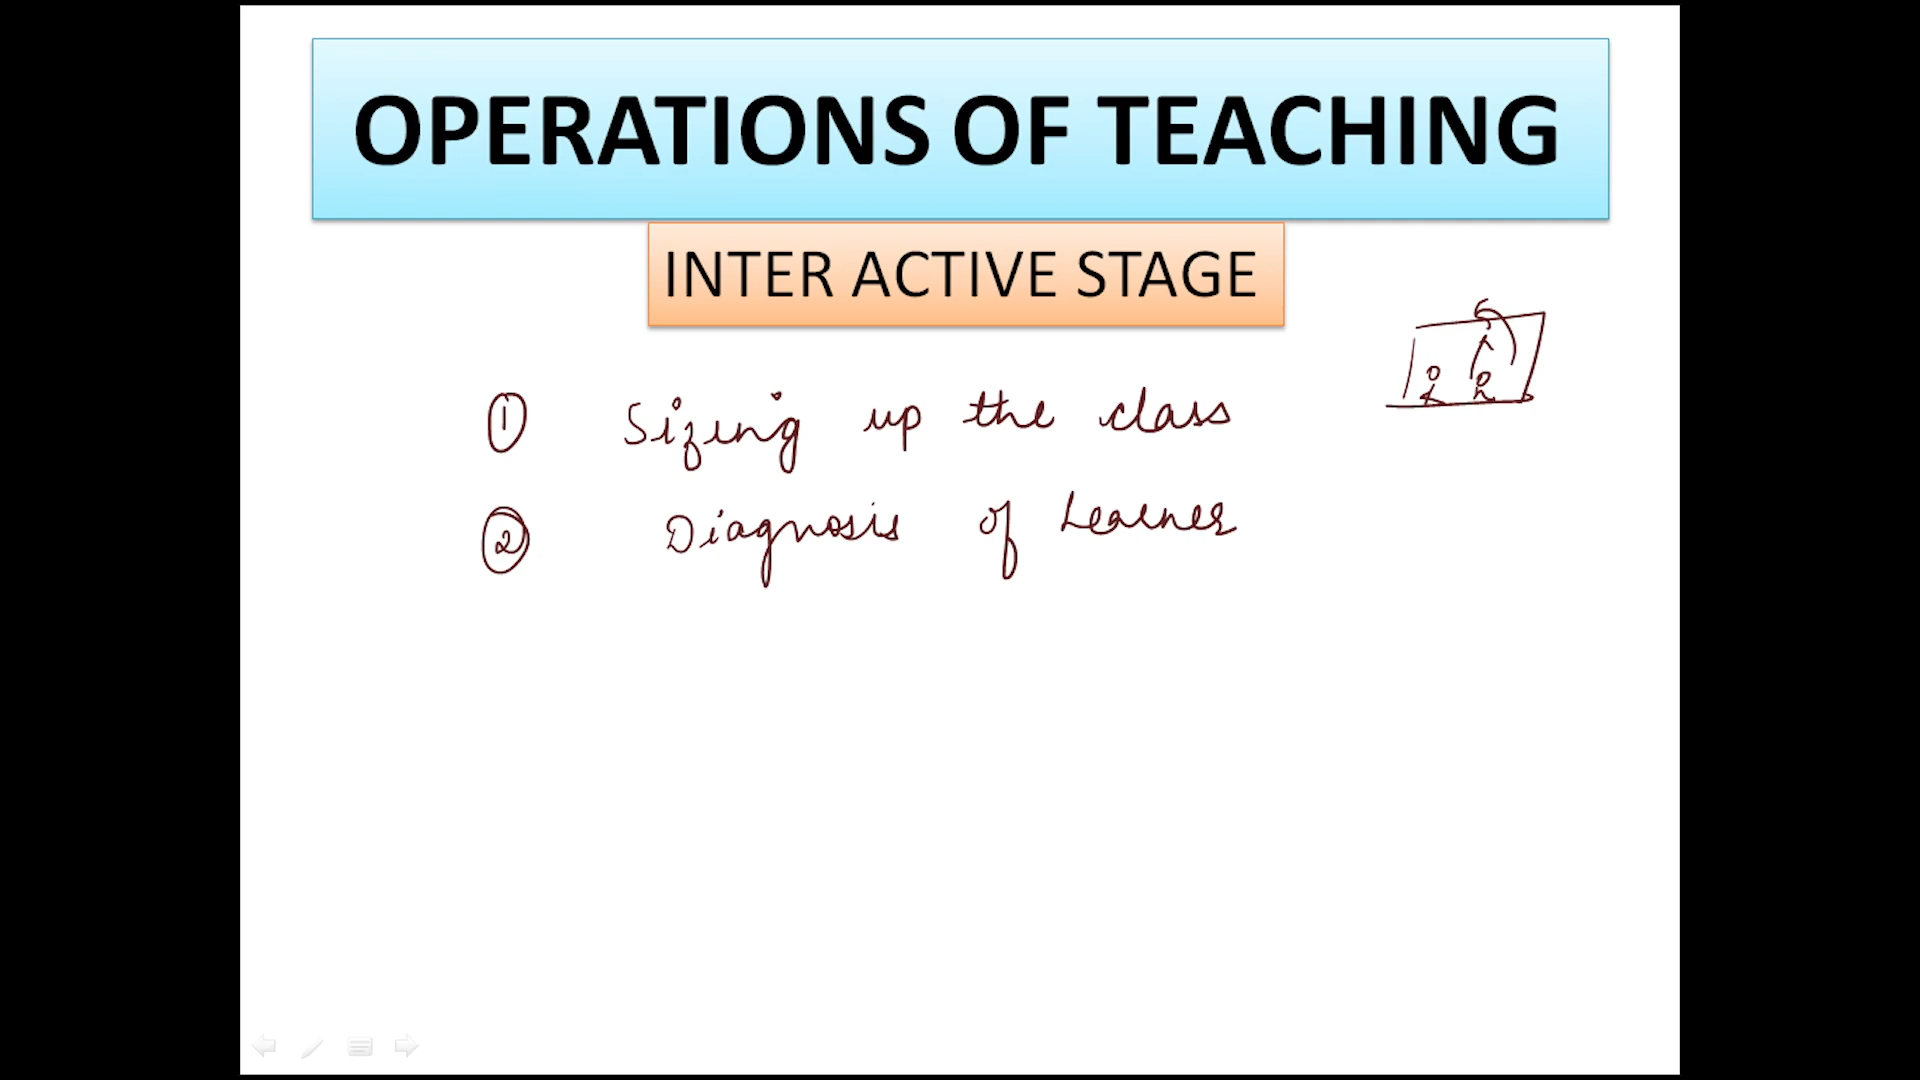 OPERATIONS OF TEACHING
INTER ACTIVE STAGE
① Sizing up the class
② Diagnosis of Learner